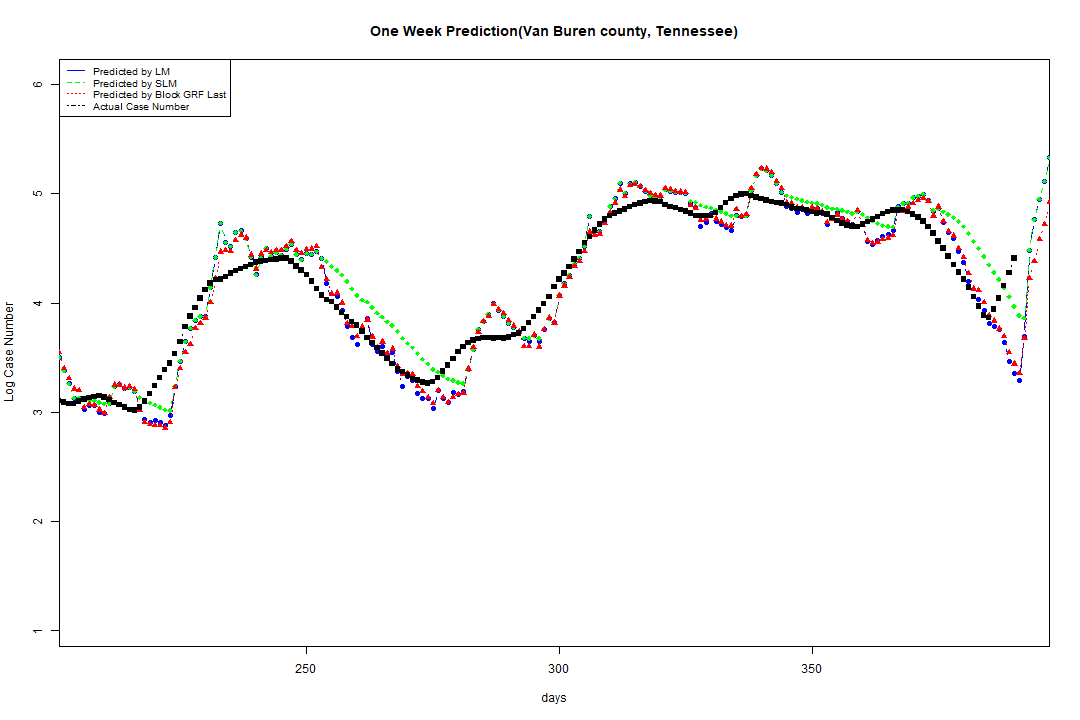 One Week Prediction(Van Buren county, Tennessee)
Predicted by LM
Predicted by SLM
Predicted by Block GRF Last
Actual Case Number
6
5
4
3
2
1
Log Case Number
250
300
350
days